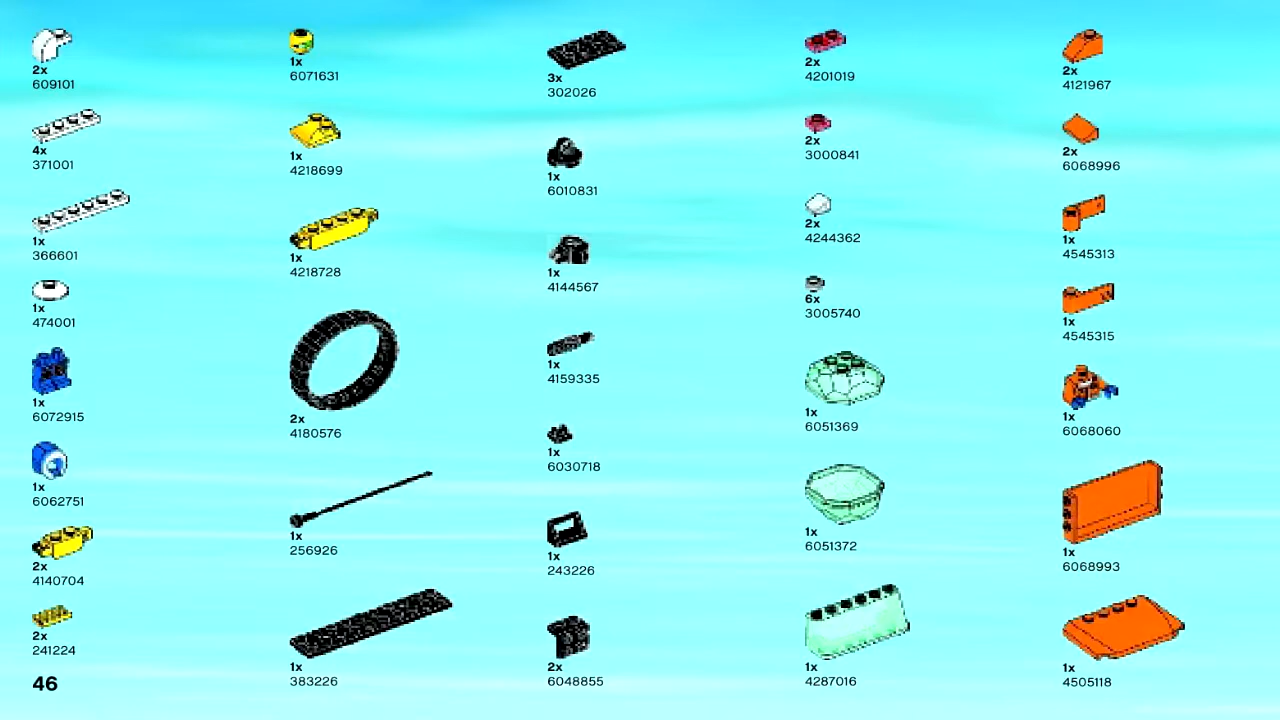 2x
609101
4x
371001
1x
366601
1x
474001
1x
6072915
1x
6062751
2x
4140704
2x
241224
46
1x
6071631
1x
4218699
1x
4218728
2x
4180576
1x
256926
1x
383226
3x
302026
1x
6010831
1x
4144567
1x
4159335
1x
6030718
1x
243226
2x
6048855
2x
4201019
2x
3000841
2x
4244362
6x
3005740
1x
6051369
1x
6051372
1x
4287016
2x
4121967
2x
6068996
1x
4545313
1x
4545315
1x
6068060
1x
6068993
1x
4505118